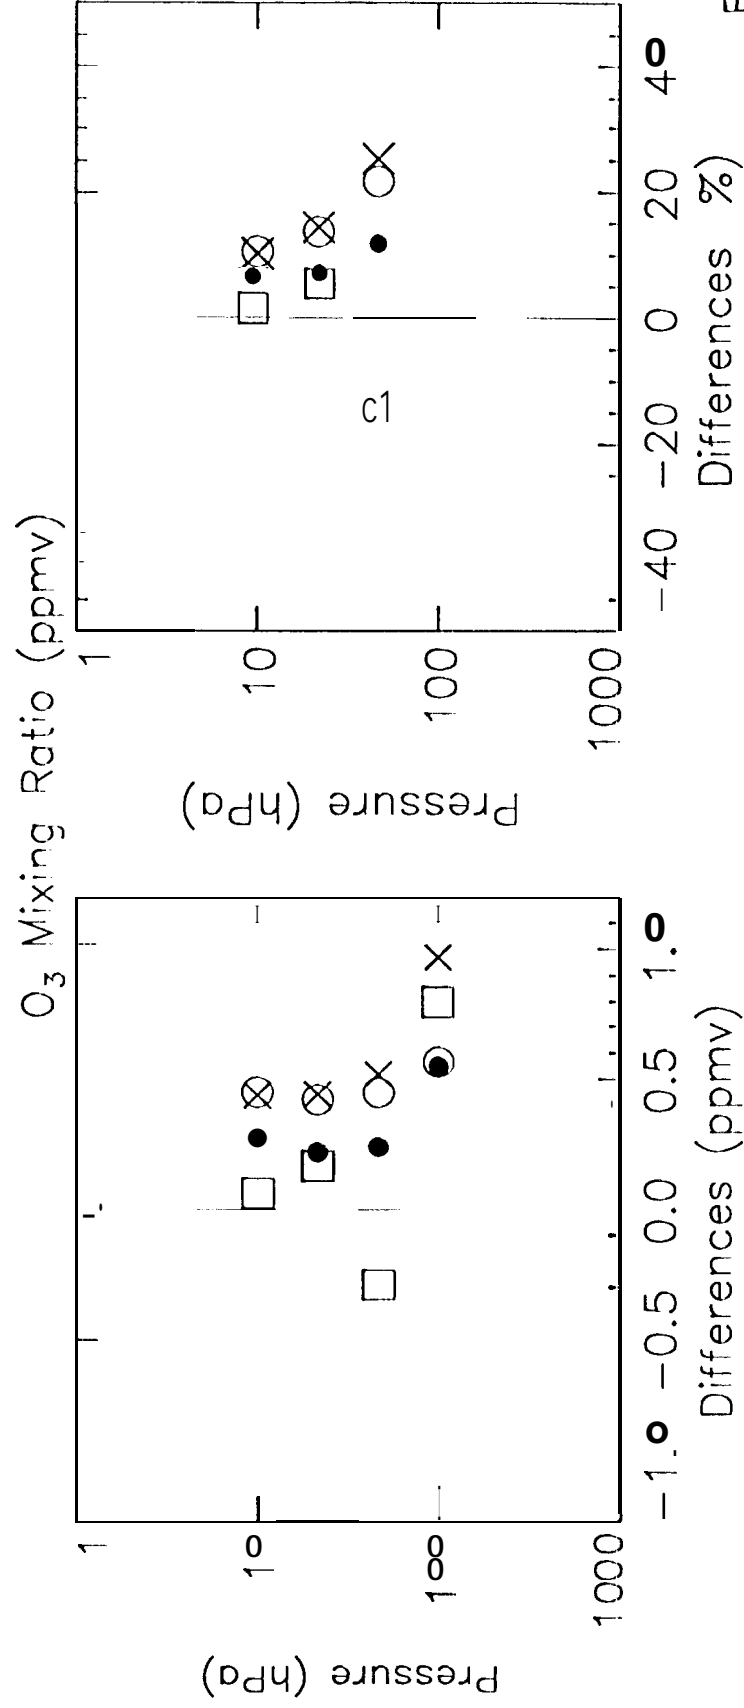 O₃ Mixing Ratio (ppmv)
Pressure (hPa)
1
10
100
1000
−1.0 −0.5 0.0 0.5 1.0
Differences (ppmv)
Pressure (hPa)
1
10
100
1000
c1
−40 −20 0 20 40
Differences %)